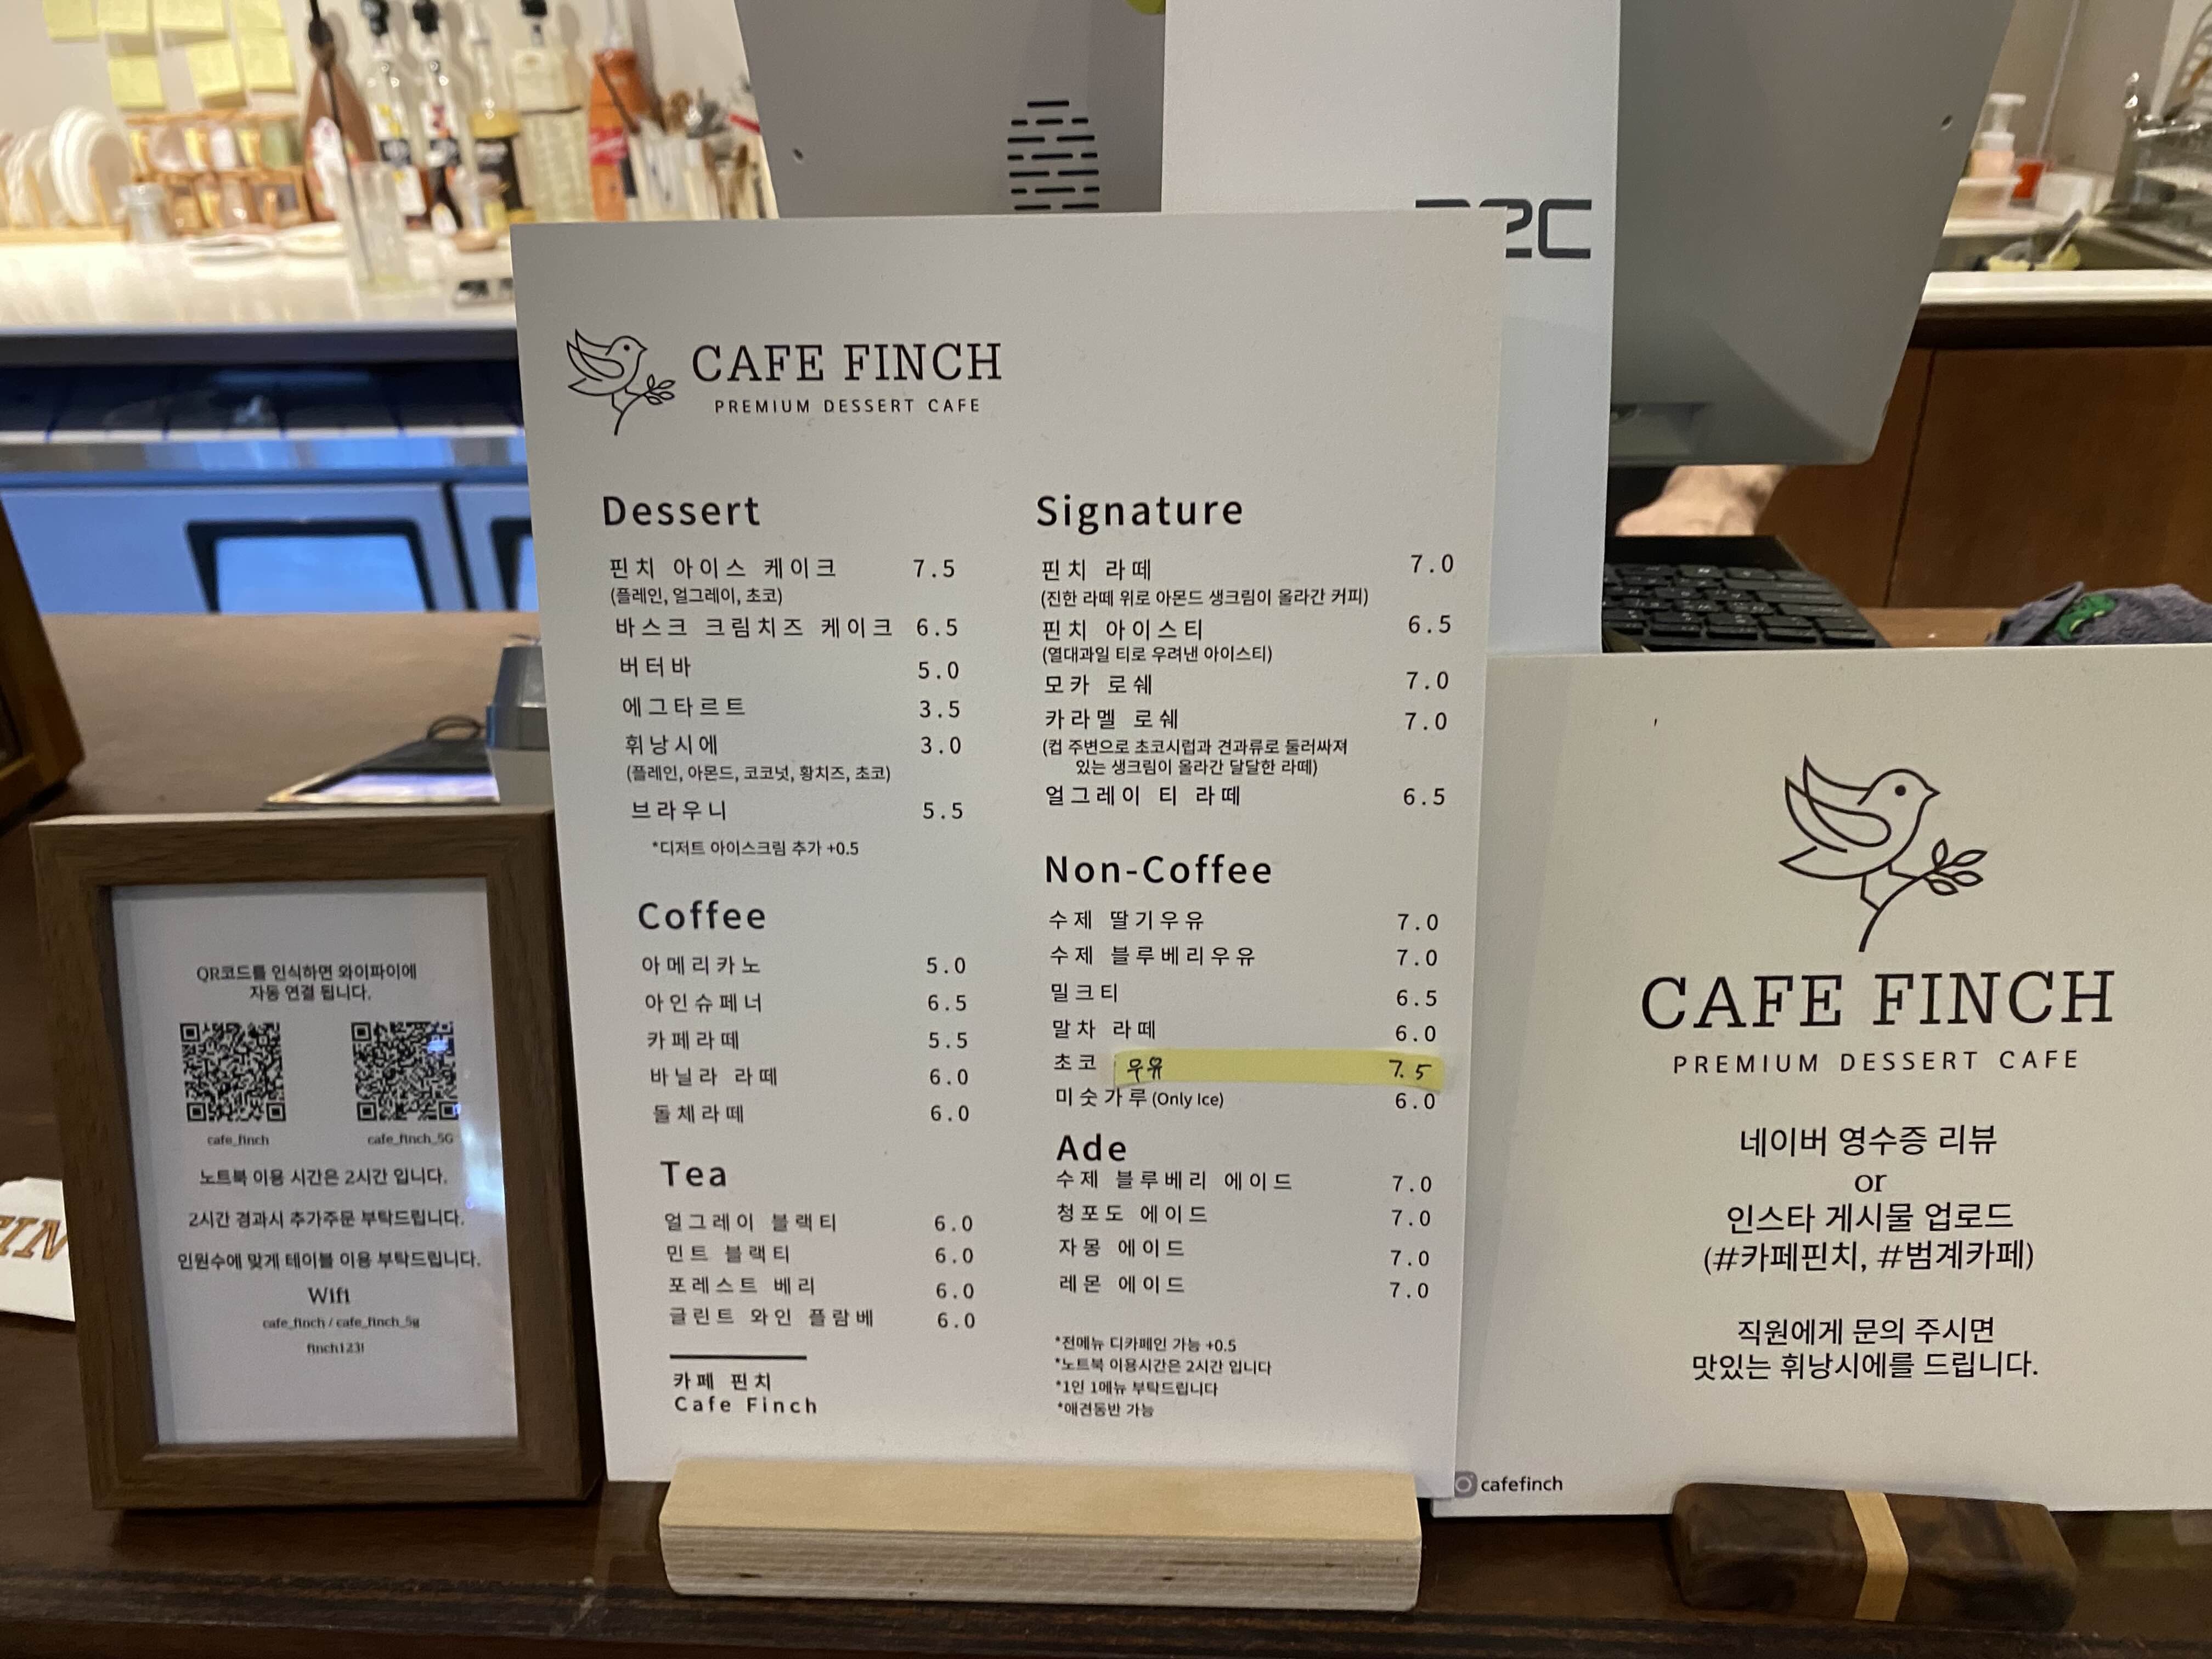 CAFE FINCH
PREMIUM DESSERT CAFE
Dessert
핀치 아이스 케이크 7.5
(플레인, 얼그레이, 초코)
바스크 크림치즈 케이크 6.5
버터바 5.0
에그타르트 3.5
휘낭시에 3.0
(플레인, 아몬드, 코코넛, 황치즈, 초코)
브라우니 5.5
*디저트 아이스크림 추가 +0.5
Coffee
아메리카노 5.0
아인슈페너 6.5
카페라떼 5.5
바닐라 라떼 6.0
돌체라떼 6.0
Tea
얼그레이 블랙티 6.0
민트 블랙티 6.0
포레스트 베리 6.0
글린트 와인 플람베 6.0
카페 핀치
Cafe Finch
Signature
핀치 라떼 7.0
(진한 라떼 위로 아몬드 생크림이 올라간 커피)
핀치 아이스티 6.5
(열대과일 티로 우려낸 아이스티)
모카 로쉐 7.0
카라멜 로쉐 7.0
(컵 주변으로 초코시럽과 견과류로 둘러싸져
있는 생크림이 올라간 달달한 라떼)
얼그레이 티 라떼 6.5
Non-Coffee
수제 딸기우유 7.0
수제 블루베리우유 7.0
밀크티 6.5
말차 라떼 6.0
초코 우유 7.5
미숫가루 (Only Ice) 6.0
Ade
수제 블루베리 에이드 7.0
청포도 에이드 7.0
자몽 에이드 7.0
레몬 에이드 7.0
*전메뉴 디카페인 가능 +0.5
*노트북 이용시간은 2시간 입니다
*1인 1메뉴 부탁드립니다
*애견동반 가능
QR코드를 인식하면 와이파이에
자동 연결 됩니다.
cafe_finch cafe_finch_5G
노트북 이용 시간은 2시간 입니다.
2시간 경과시 추가주문 부탁드립니다.
인원수에 맞게 테이블 이용 부탁드립니다.
Wifi
cafe_finch / cafe_finch_5g
finch123!
CAFE FINCH
PREMIUM DESSERT CAFE
네이버 영수증 리뷰
or
인스타 게시물 업로드
(#카페핀치, #범계카페)
직원에게 문의 주시면
맛있는 휘낭시에를 드립니다.
cafefinch